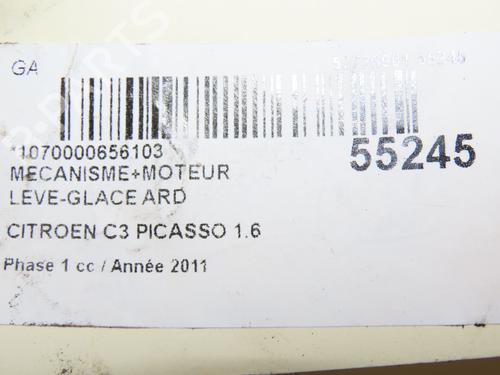 GA
*1070000656103
55245
MECANISME+MOTEUR
LEVE-GLACE ARD
CITROEN C3 PICASSO 1.6
Phase 1 cc / Année 2011